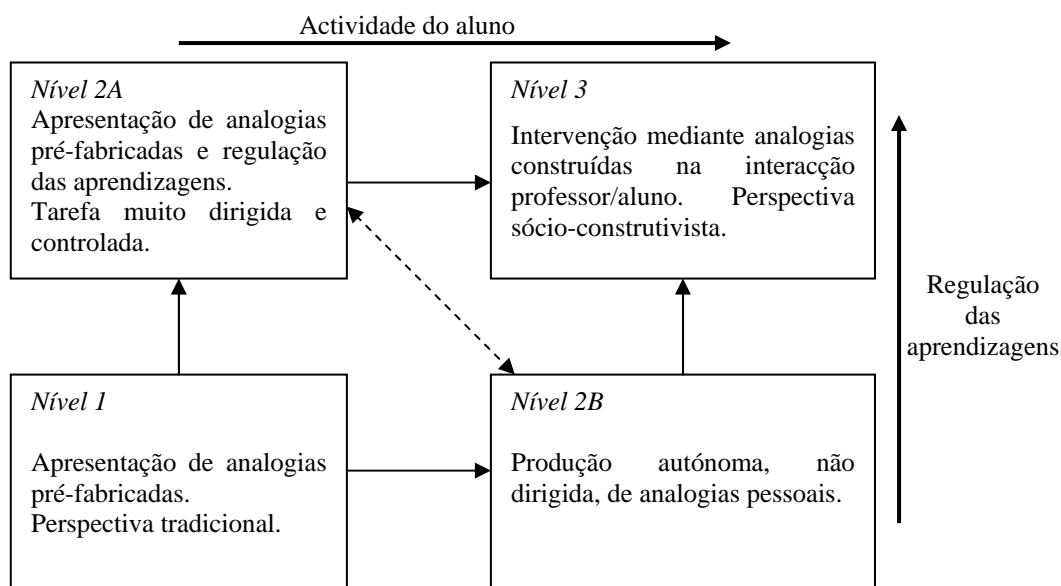 Actividade do aluno
Nível 2A
Apresentação de analogias
pré-fabricadas e regulação
das aprendizagens.
Tarefa muito dirigida e
controlada.
Nível 3
Intervenção mediante analogias
construídas na interacção
professor/aluno. Perspectiva
sócio-construtivista.
Regulação
das
aprendizagens
Nível 1
Apresentação de analogias
pré-fabricadas.
Perspectiva tradicional.
Nível 2B
Produção autónoma, não
dirigida, de analogias pessoais.